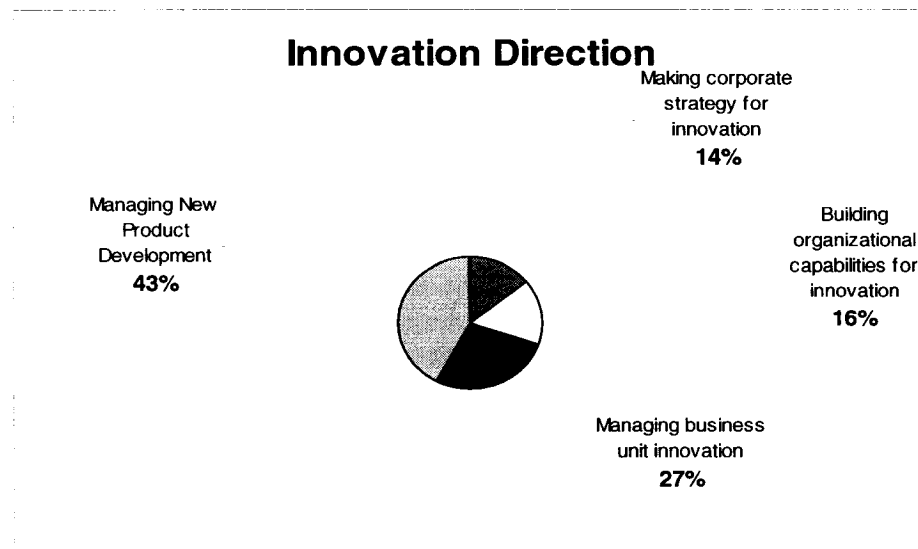 Innovation Direction
Making corporate
strategy for
innovation
14%
Managing New
Product
Development
43%
Building
organizational
capabilities for
innovation
16%
Managing business
unit innovation
27%